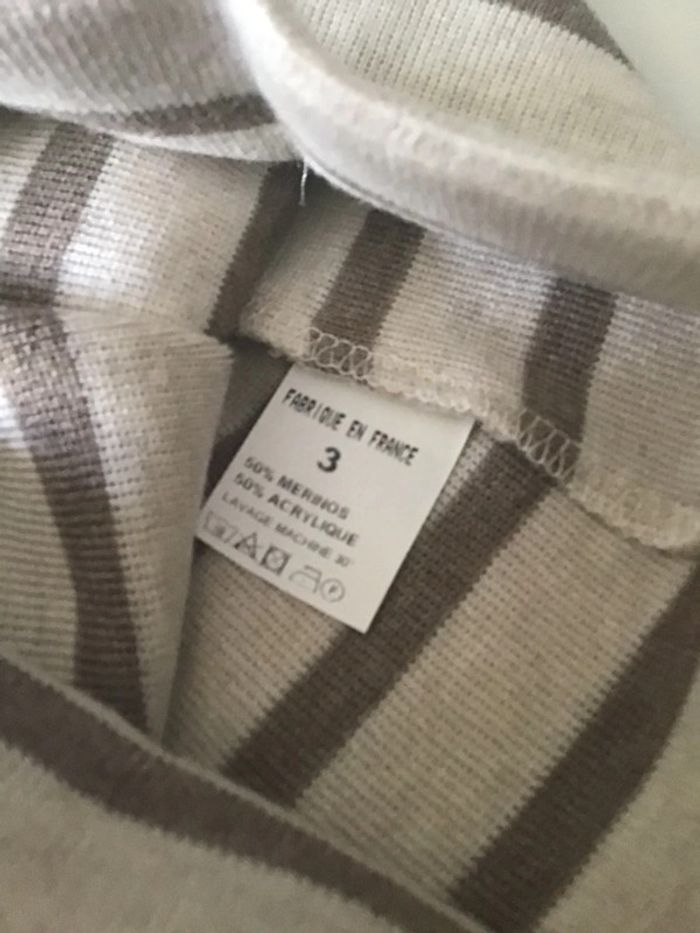 FABRIQUE EN FRANCE
3
50% MERINOS
50% ACRYLIQUE
LAVAGE MACHINE 30°
P